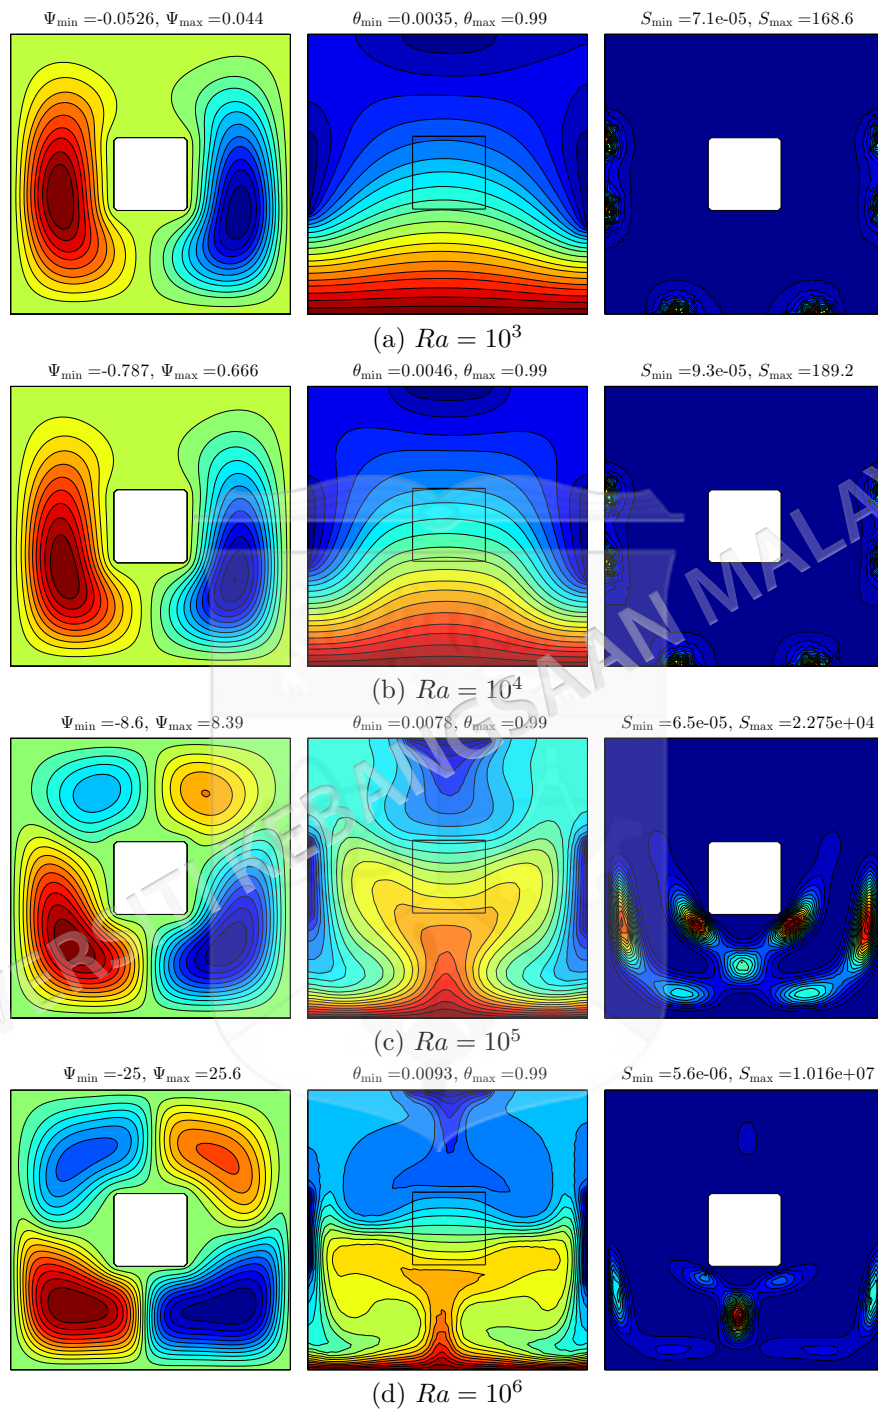 Ψmin =-0.0526, Ψmax =0.044 θmin =0.0035, θmax =0.99 Smin =7.1e-05, Smax =168.6
(a) Ra = 10³
Ψmin =-0.787, Ψmax =0.666 θmin =0.0046, θmax =0.99 Smin =9.3e-05, Smax =189.2
(b) Ra = 10⁴
Ψmin =-8.6, Ψmax =8.39 θmin =0.0078, θmax =0.99 Smin =6.5e-05, Smax =2.275e+04
(c) Ra = 10⁵
Ψmin =-25, Ψmax =25.6 θmin =0.0093, θmax =0.99 Smin =5.6e-06, Smax =1.016e+07
(d) Ra = 10⁶
VERSITI KEBANGSAAN MALAY